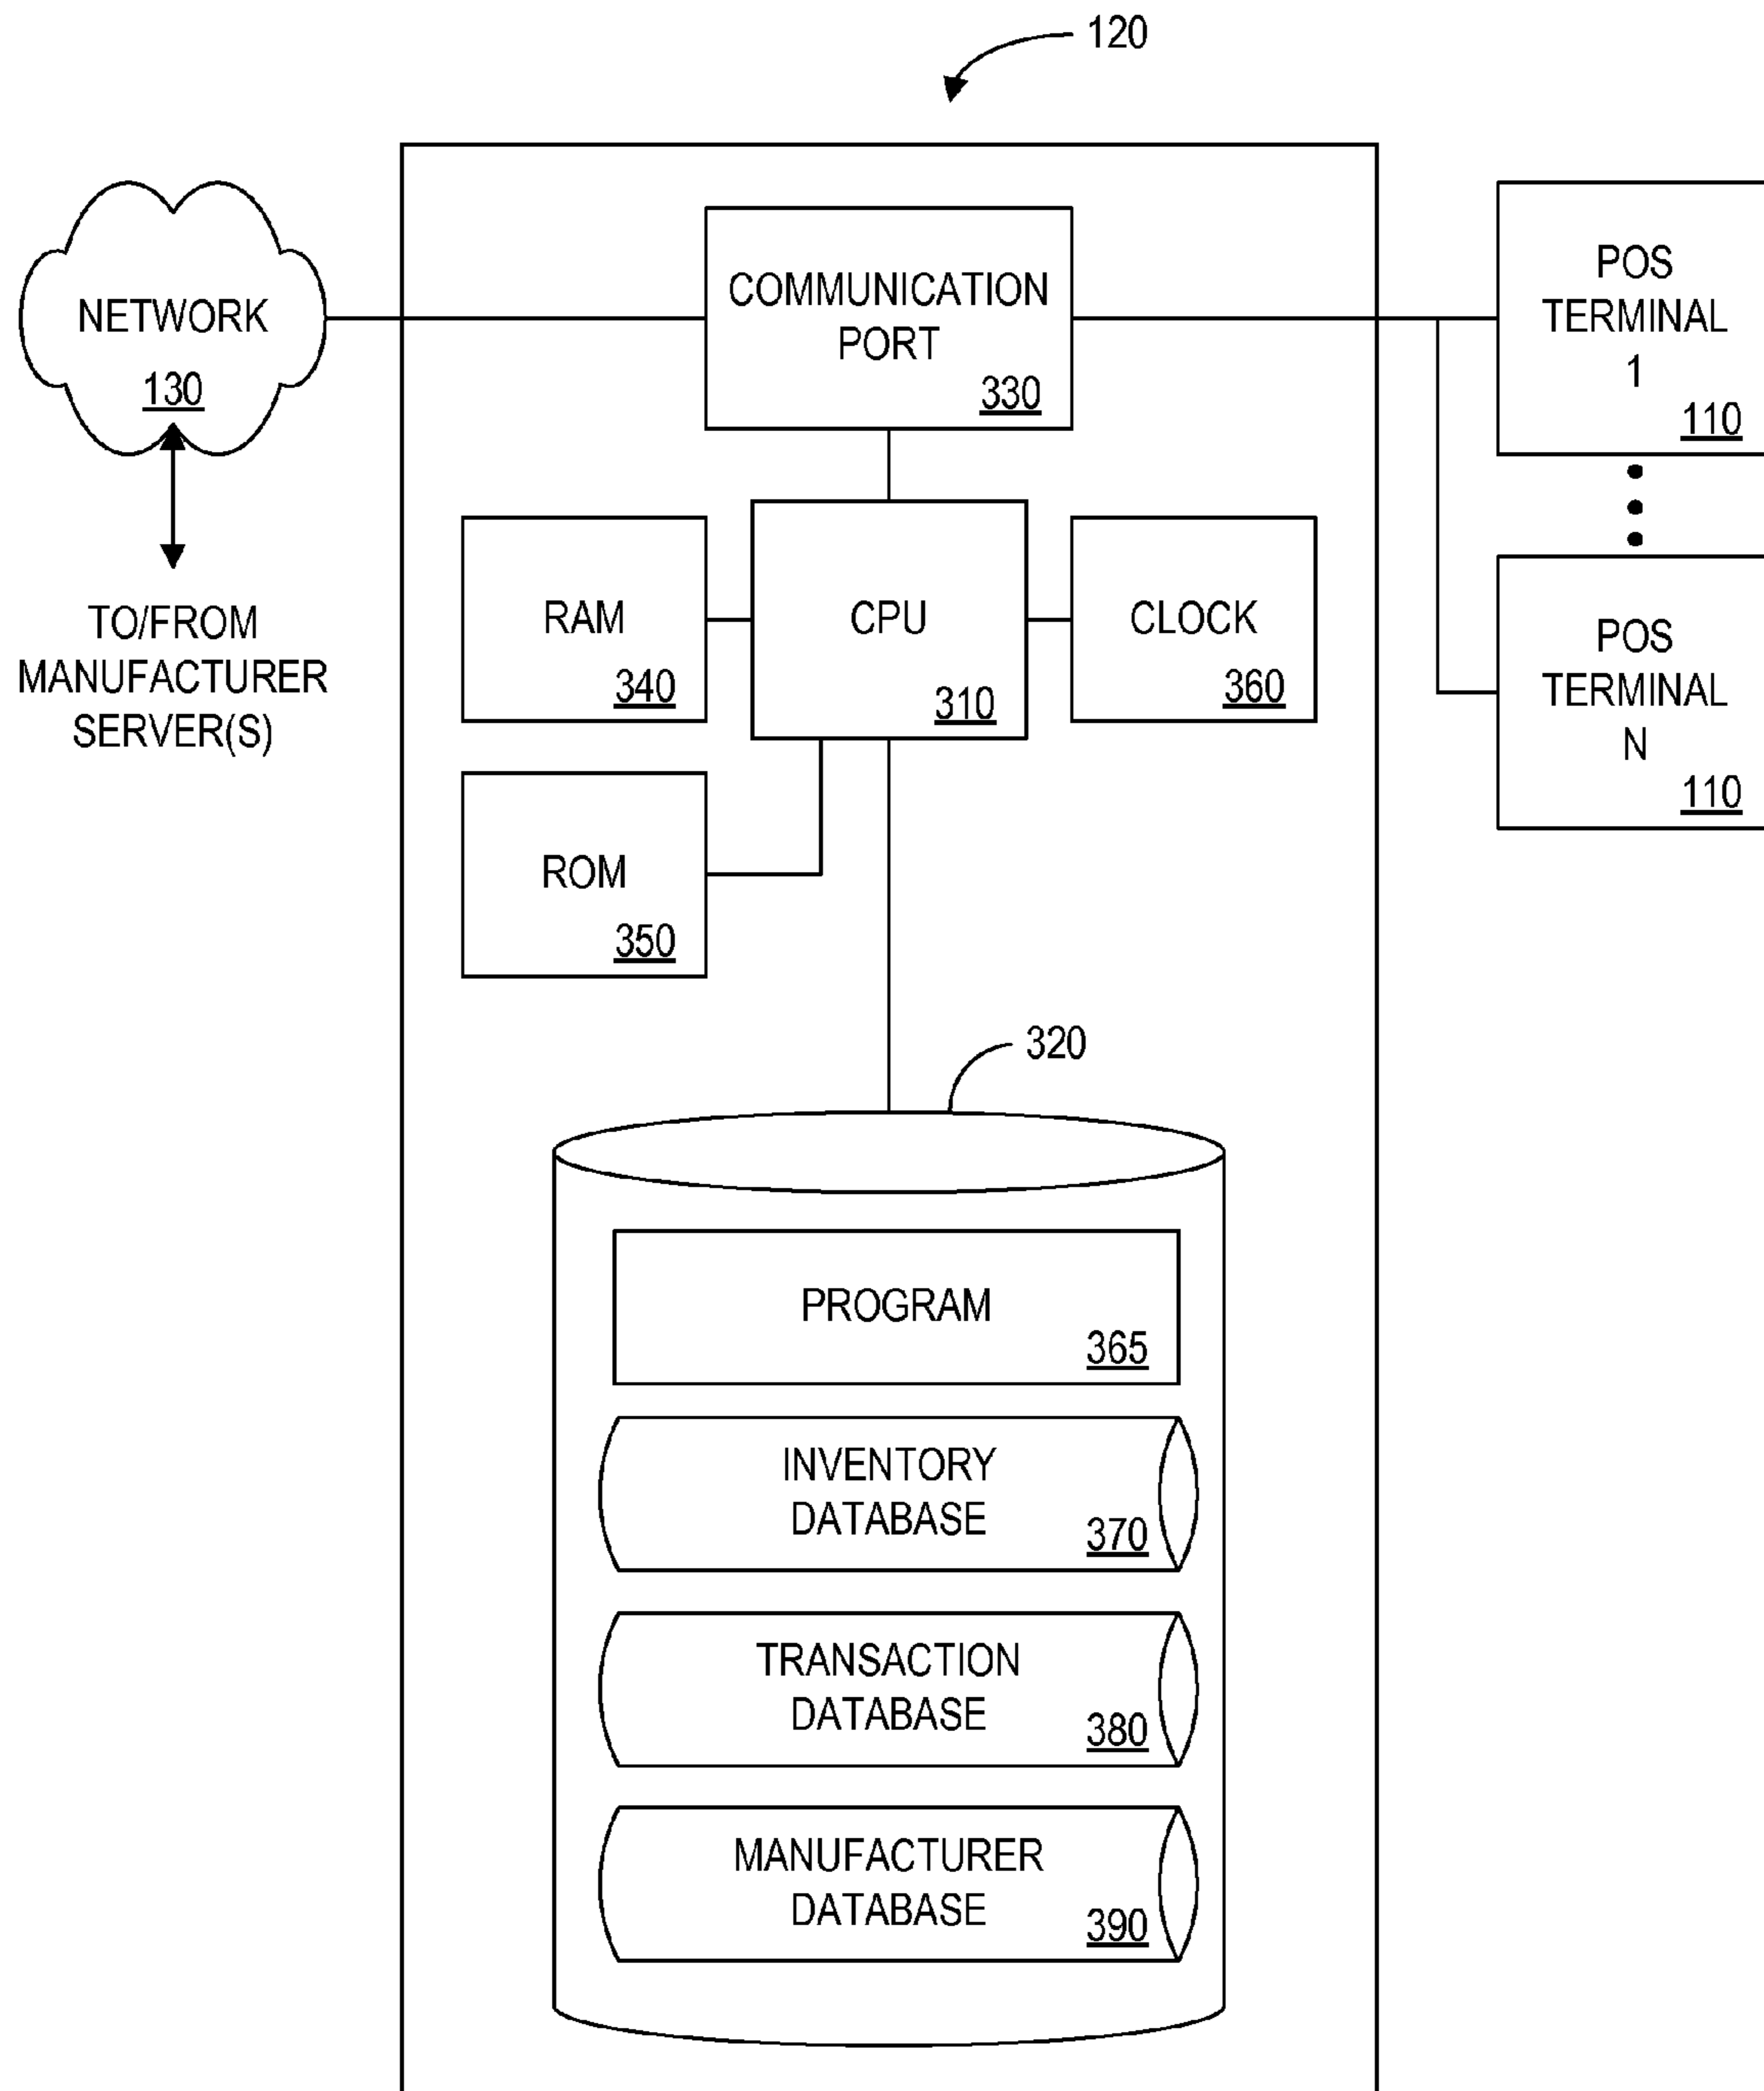 120
NETWORK
130
TO/FROM
MANUFACTURER
SERVER(S)
COMMUNICATION
PORT
330
POS
TERMINAL
1
110
RAM
340
CPU
310
CLOCK
360
POS
TERMINAL
N
110
ROM
350
320
PROGRAM
365
INVENTORY
DATABASE
370
TRANSACTION
DATABASE
380
MANUFACTURER
DATABASE
390